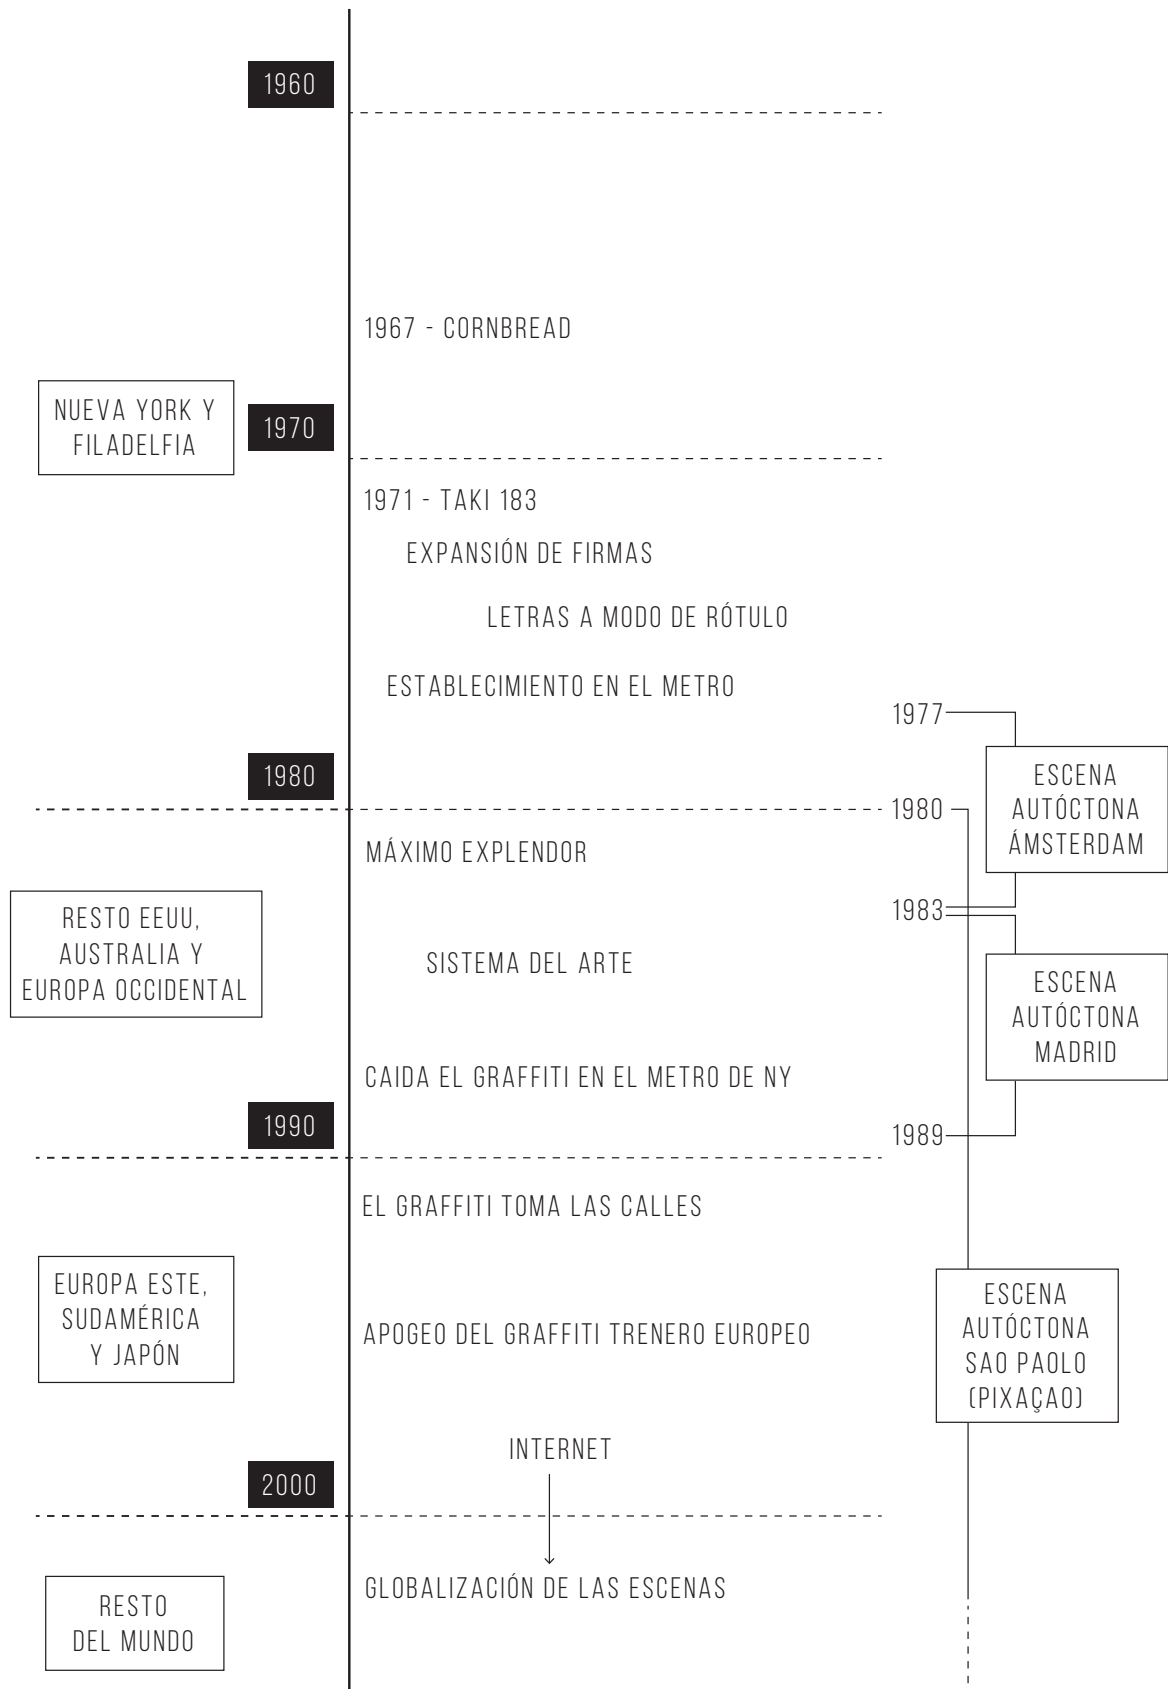 1960
1967 - CORNBREAD
NUEVA YORK Y
FILADELFIA
1970
1971 - TAKI 183
EXPANSIÓN DE FIRMAS
LETRAS A MODO DE RÓTULO
ESTABLECIMIENTO EN EL METRO
1977
ESCENA
AUTÓCTONA
ÁMSTERDAM
1980
1980
MÁXIMO EXPLENDOR
1983
RESTO EEUU,
AUSTRALIA Y
EUROPA OCCIDENTAL
SISTEMA DEL ARTE
ESCENA
AUTÓCTONA
MADRID
CAIDA EL GRAFFITI EN EL METRO DE NY
1990
1989
EL GRAFFITI TOMA LAS CALLES
EUROPA ESTE,
SUDAMÉRICA
Y JAPÓN
APOGEO DEL GRAFFITI TRENERO EUROPEO
ESCENA
AUTÓCTONA
SAO PAOLO
(PIXAÇAO)
INTERNET
2000
GLOBALIZACIÓN DE LAS ESCENAS
RESTO
DEL MUNDO